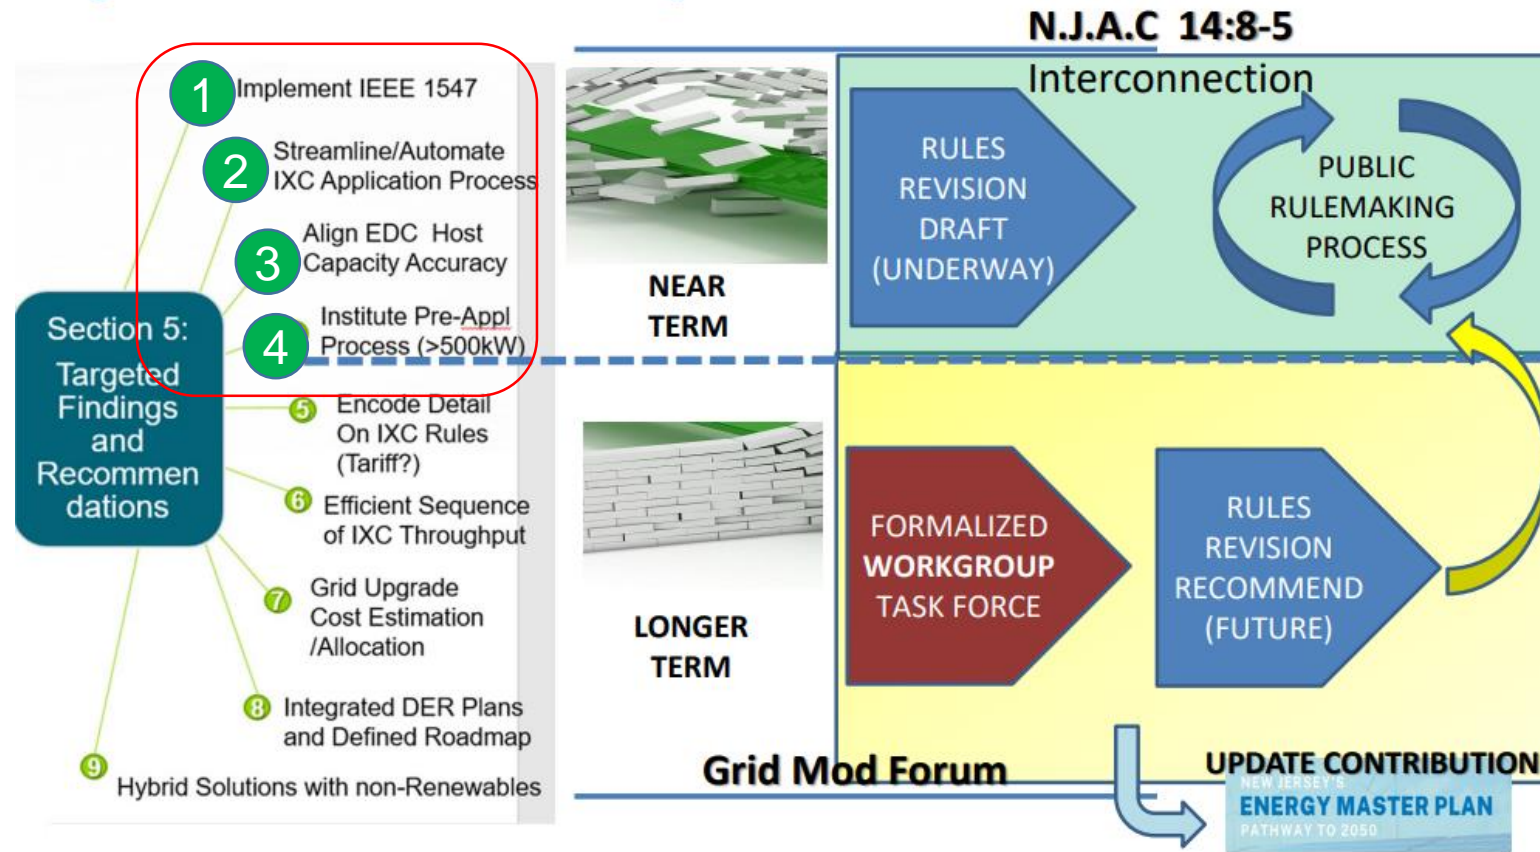 N.J.A.C 14:8-5
1
Implement IEEE 1547
2
Streamline/Automate
IXC Application Process
3
Align EDC Host
Capacity Accuracy
4
Institute Pre-Appl
Process (>500kW)
Section 5:
Targeted
Findings
and
Recommen
dations
5
Encode Detail
On IXC Rules
(Tariff?)
6
Efficient Sequence
of IXC Throughput
7
Grid Upgrade
Cost Estimation
/Allocation
8
Integrated DER Plans
and Defined Roadmap
9
Hybrid Solutions with non-Renewables
NEAR
TERM
LONGER
TERM
Interconnection
RULES
REVISION
DRAFT
(UNDERWAY)
PUBLIC
RULEMAKING
PROCESS
FORMALIZED
WORKGROUP
TASK FORCE
RULES
REVISION
RECOMMEND
(FUTURE)
Grid Mod Forum
UPDATE CONTRIBUTION
NEW JERSEY'S
ENERGY MASTER PLAN
PATHWAY TO 2050